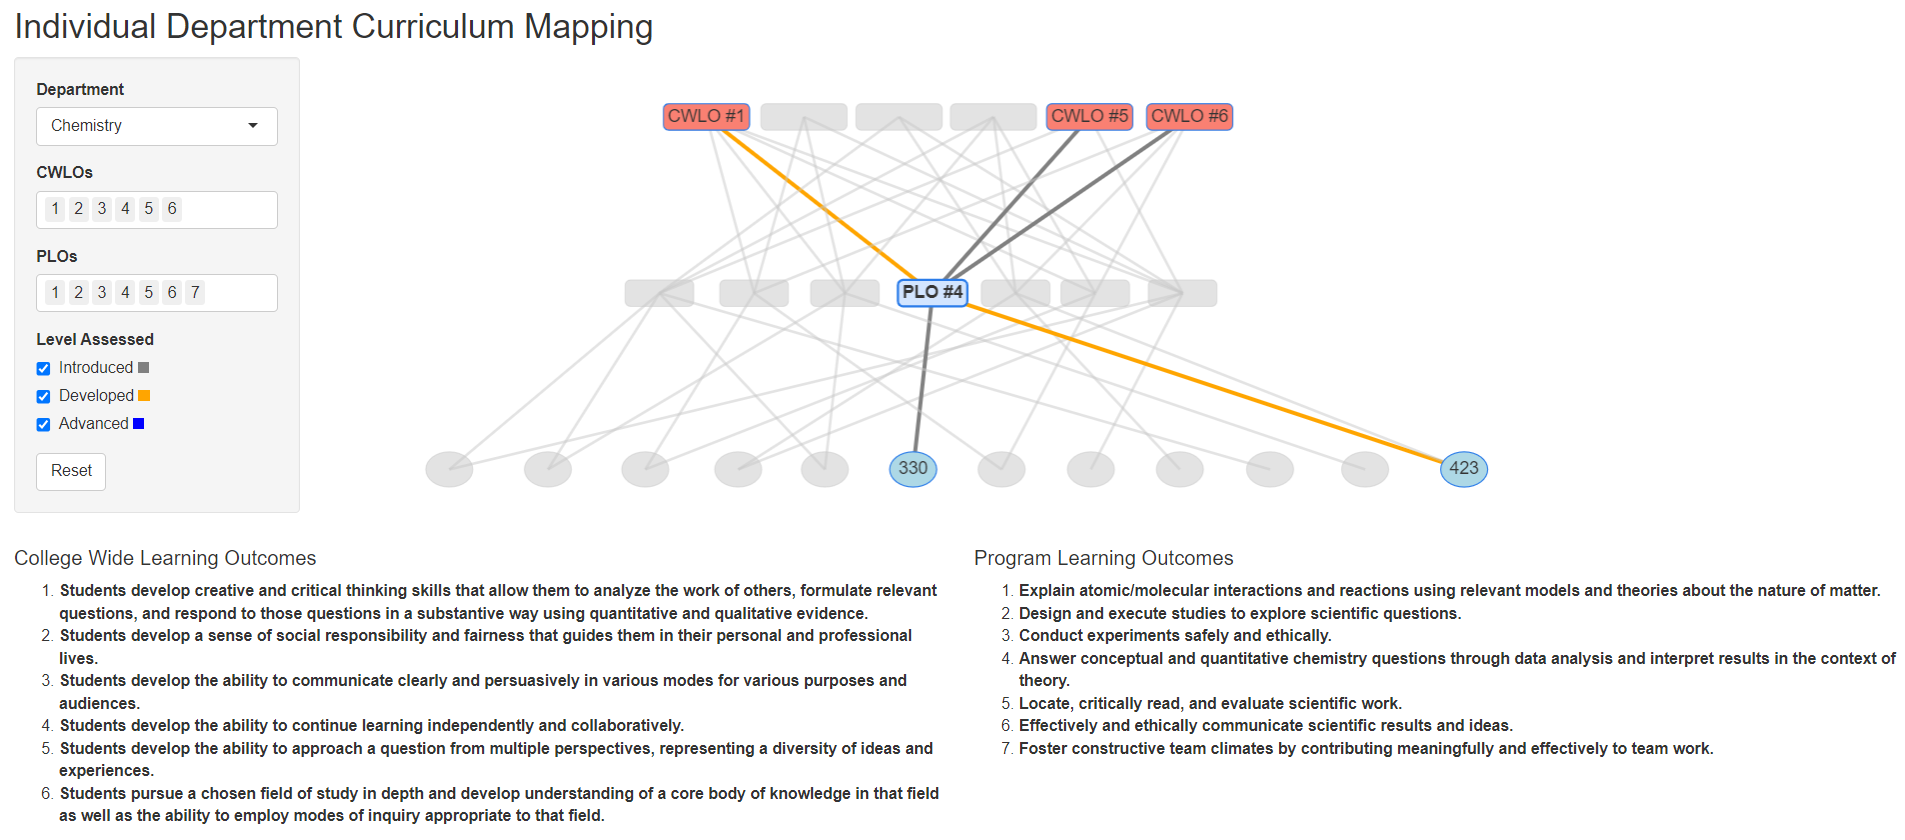 Individual Department Curriculum Mapping
Department
Chemistry
CWLOs
1 2 3 4 5 6
PLOs
1 2 3 4 5 6 7
Level Assessed
Introduced
Developed
Advanced
Reset
CWLO #1 CWLO #5 CWLO #6
PLO #4
330 423
College Wide Learning Outcomes
1. Students develop creative and critical thinking skills that allow them to analyze the work of others, formulate relevant
questions, and respond to those questions in a substantive way using quantitative and qualitative evidence.
2. Students develop a sense of social responsibility and fairness that guides them in their personal and professional
lives.
3. Students develop the ability to communicate clearly and persuasively in various modes for various purposes and
audiences.
4. Students develop the ability to continue learning independently and collaboratively.
5. Students develop the ability to approach a question from multiple perspectives, representing a diversity of ideas and
experiences.
6. Students pursue a chosen field of study in depth and develop understanding of a core body of knowledge in that field
as well as the ability to employ modes of inquiry appropriate to that field.
Program Learning Outcomes
1. Explain atomic/molecular interactions and reactions using relevant models and theories about the nature of matter.
2. Design and execute studies to explore scientific questions.
3. Conduct experiments safely and ethically.
4. Answer conceptual and quantitative chemistry questions through data analysis and interpret results in the context of
theory.
5. Locate, critically read, and evaluate scientific work.
6. Effectively and ethically communicate scientific results and ideas.
7. Foster constructive team climates by contributing meaningfully and effectively to team work.